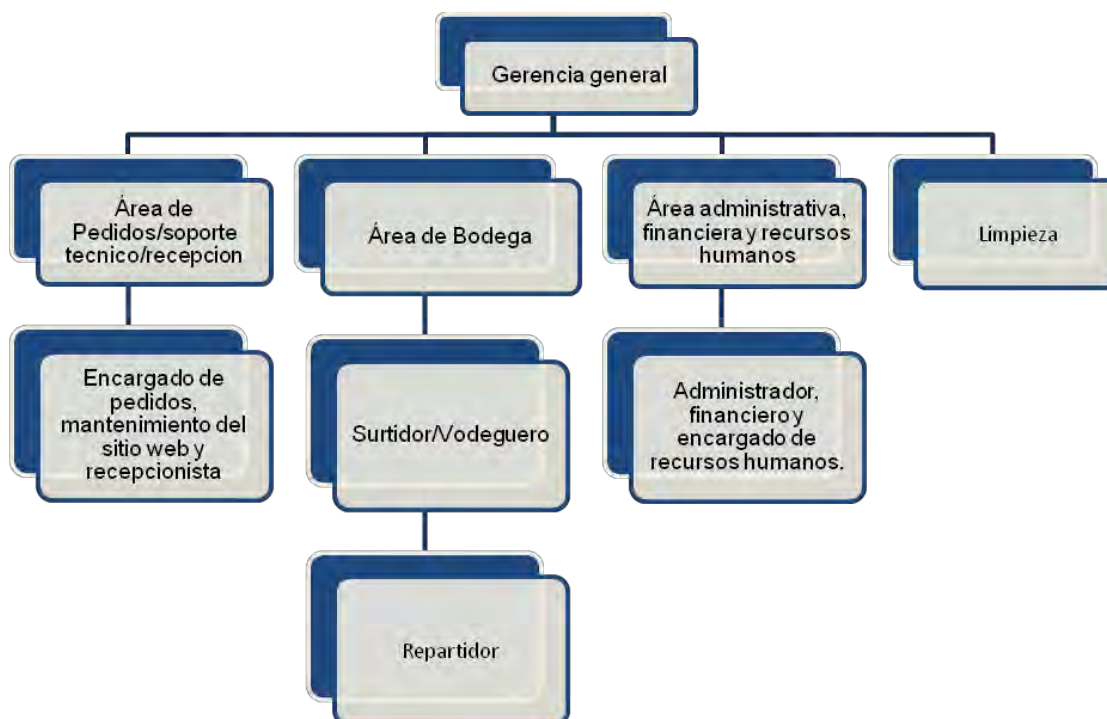 Gerencia general
Área de
Pedidos/soporte
tecnico/recepcion
Área de Bodega
Área administrativa,
financiera y recursos
humanos
Limpieza
Encargado de
pedidos,
mantenimiento del
sitio web y
recepcionista
Surtidor/Vodeguero
Administrador,
financiero y
encargado de
recursos humanos.
Repartidor